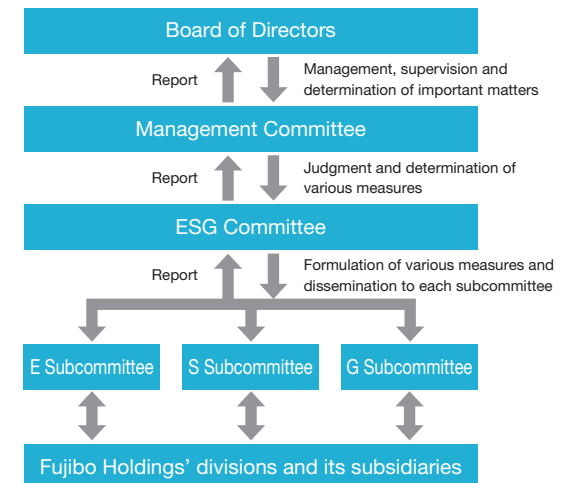 Board of Directors
Report
Management, supervision and
determination of important matters
Management Committee
Report
Judgment and determination of
various measures
ESG Committee
Report
Formulation of various measures and
dissemination to each subcommittee
E Subcommittee
S Subcommittee
G Subcommittee
Fujibo Holdings' divisions and its subsidiaries